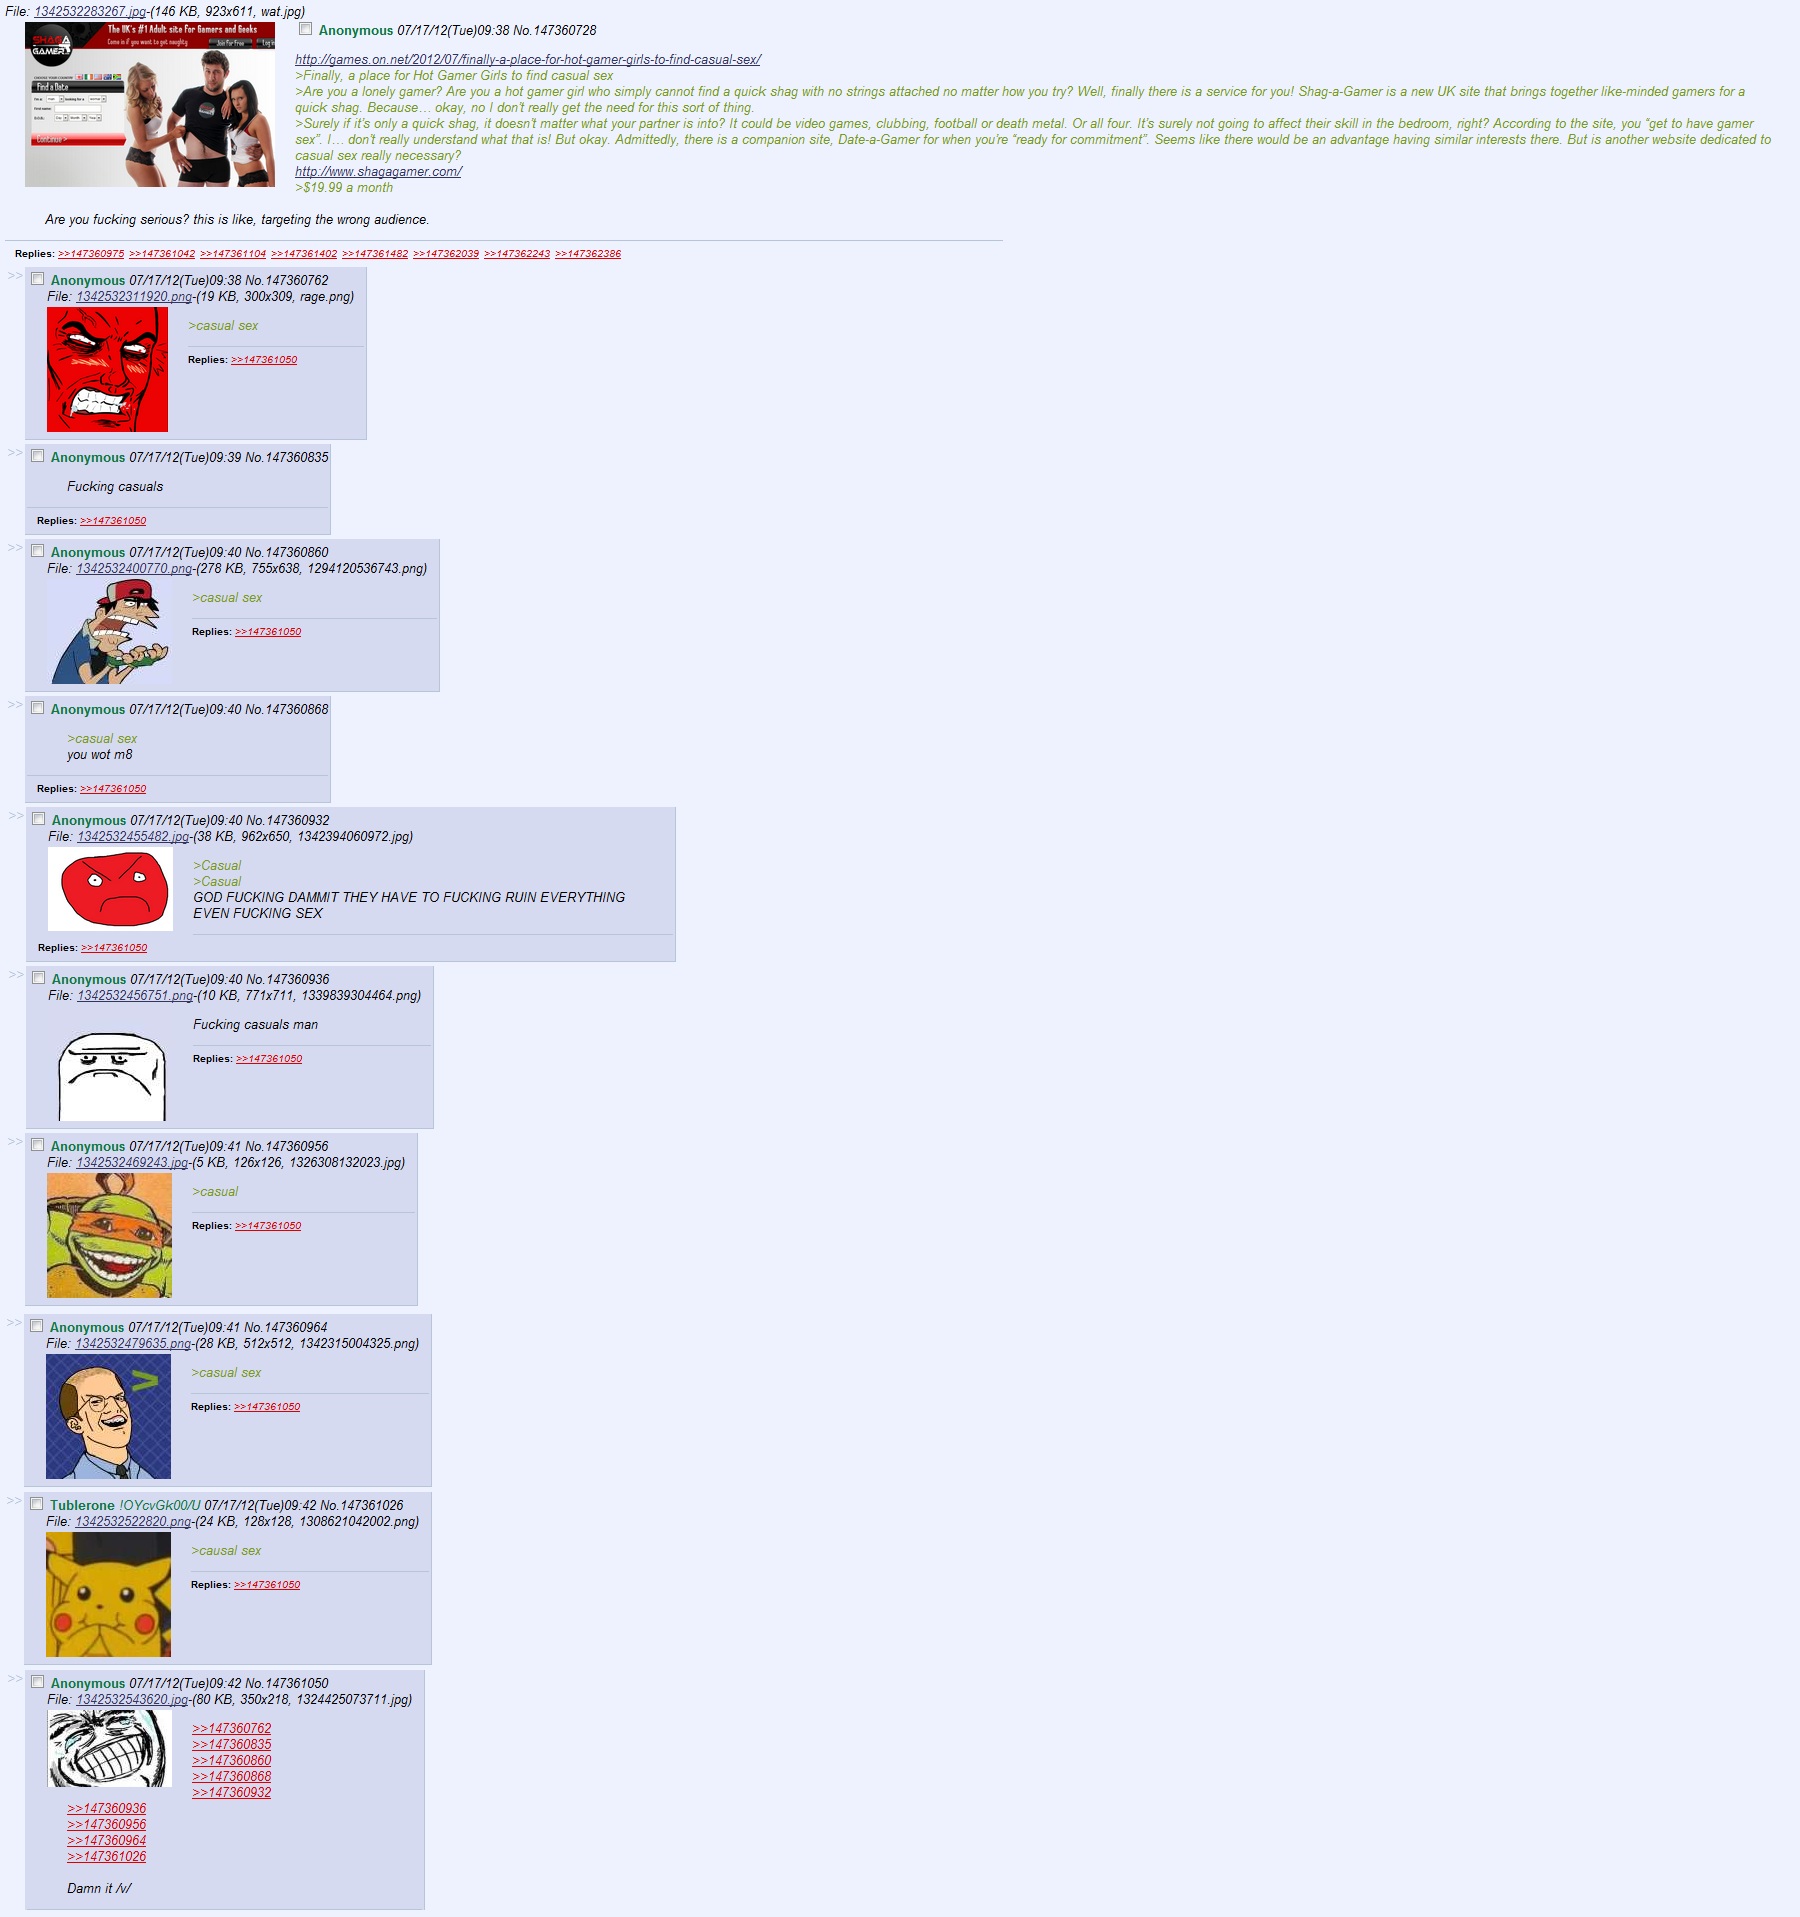 File: 1342532283267.jpg-(146 KB, 923x611, wat.jpg)
SHAG A GAMER
The UK's #1 Adult site for Gamers and Geeks
Come in if you want to get naughty
Join For Free
Log in
Find a Date
Continue >
Anonymous 07/17/12(Tue)09:38 No.147360728
http://games.on.net/2012/07/finally-a-place-for-hot-gamer-girls-to-find-casual-sex/
>Finally, a place for Hot Gamer Girls to find casual sex
>Are you a lonely gamer? Are you a hot gamer girl who simply cannot find a quick shag with no strings attached no matter how you try? Well, finally there is a service for you! Shag-a-Gamer is a new UK site that brings together like-minded gamers for a
quick shag. Because… okay, no I don't really get the need for this sort of thing.
>Surely if it's only a quick shag, it doesn't matter what your partner is into? It could be video games, clubbing, football or death metal. Or all four. It's surely not going to affect their skill in the bedroom, right? According to the site, you “get to have gamer
sex”. I… don't really understand what that is! But okay. Admittedly, there is a companion site, Date-a-Gamer for when you're “ready for commitment”. Seems like there would be an advantage having similar interests there. But is another website dedicated to
casual sex really necessary?
http://www.shagagamer.com/
>$19.99 a month
Are you fucking serious? this is like, targeting the wrong audience.
Replies: >>147360975 >>147361042 >>147361104 >>147361402 >>147361482 >>147362039 >>147362243 >>147362386
>> Anonymous 07/17/12(Tue)09:38 No.147360762
File: 1342532311920.png-(19 KB, 300x309, rage.png)
>casual sex
Replies: >>147361050
>> Anonymous 07/17/12(Tue)09:39 No.147360835
Fucking casuals
Replies: >>147361050
>> Anonymous 07/17/12(Tue)09:40 No.147360860
File: 1342532400770.png-(278 KB, 755x638, 1294120536743.png)
>casual sex
Replies: >>147361050
>> Anonymous 07/17/12(Tue)09:40 No.147360868
>casual sex
you wot m8
Replies: >>147361050
>> Anonymous 07/17/12(Tue)09:40 No.147360932
File: 1342532455482.jpg-(38 KB, 962x650, 1342394060972.jpg)
>Casual
>Casual
GOD FUCKING DAMMIT THEY HAVE TO FUCKING RUIN EVERYTHING
EVEN FUCKING SEX
Replies: >>147361050
>> Anonymous 07/17/12(Tue)09:40 No.147360936
File: 1342532456751.png-(10 KB, 771x711, 1339839304464.png)
Fucking casuals man
Replies: >>147361050
>> Anonymous 07/17/12(Tue)09:41 No.147360956
File: 1342532469243.jpg-(5 KB, 126x126, 1326308132023.jpg)
>casual
Replies: >>147361050
>> Anonymous 07/17/12(Tue)09:41 No.147360964
File: 1342532479635.png-(28 KB, 512x512, 1342315004325.png)
>
>casual sex
Replies: >>147361050
>> Tublerone !OYcvGk00/U 07/17/12(Tue)09:42 No.147361026
File: 1342532522820.png-(24 KB, 128x128, 1308621042002.png)
>causal sex
Replies: >>147361050
>> Anonymous 07/17/12(Tue)09:42 No.147361050
File: 1342532543620.jpg-(80 KB, 350x218, 1324425073711.jpg)
>>147360762
>>147360835
>>147360860
>>147360868
>>147360932
>>147360936
>>147360956
>>147360964
>>147361026
Damn it /v/